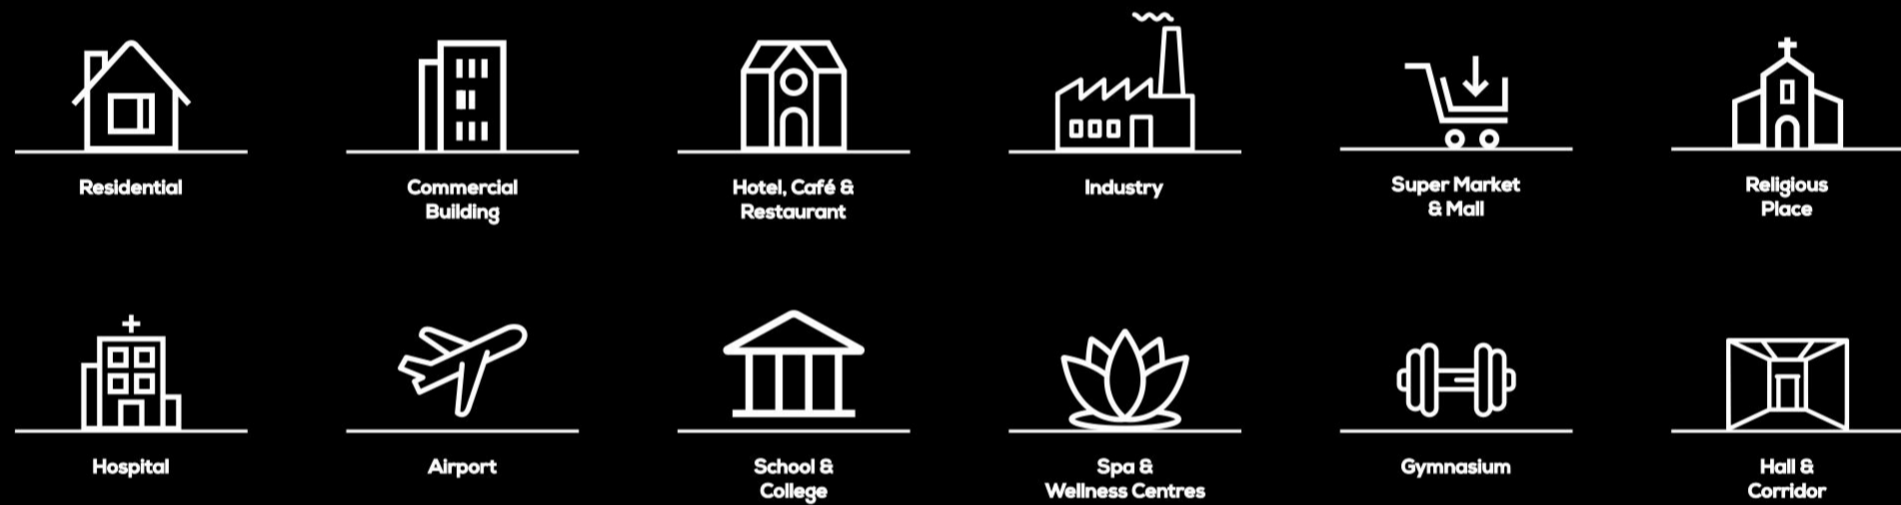 Residential
Commercial
Building
Hotel, Café &
Restaurant
Industry
Super Market
& Mall
Religious
Place
Hospital
Airport
School &
College
Spa &
Wellness Centres
Gymnasium
Hall &
Corridor